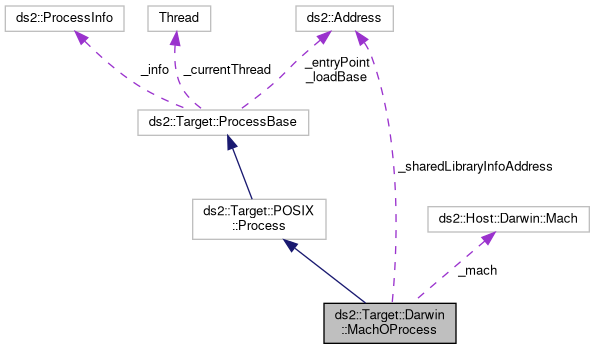 ds2::ProcessInfo
Thread
ds2::Address
_info
_currentThread
_entryPoint
_loadBase
ds2::Target::ProcessBase
_sharedLibraryInfoAddress
ds2::Target::POSIX
::Process
ds2::Host::Darwin::Mach
_mach
ds2::Target::Darwin
::MachOProcess